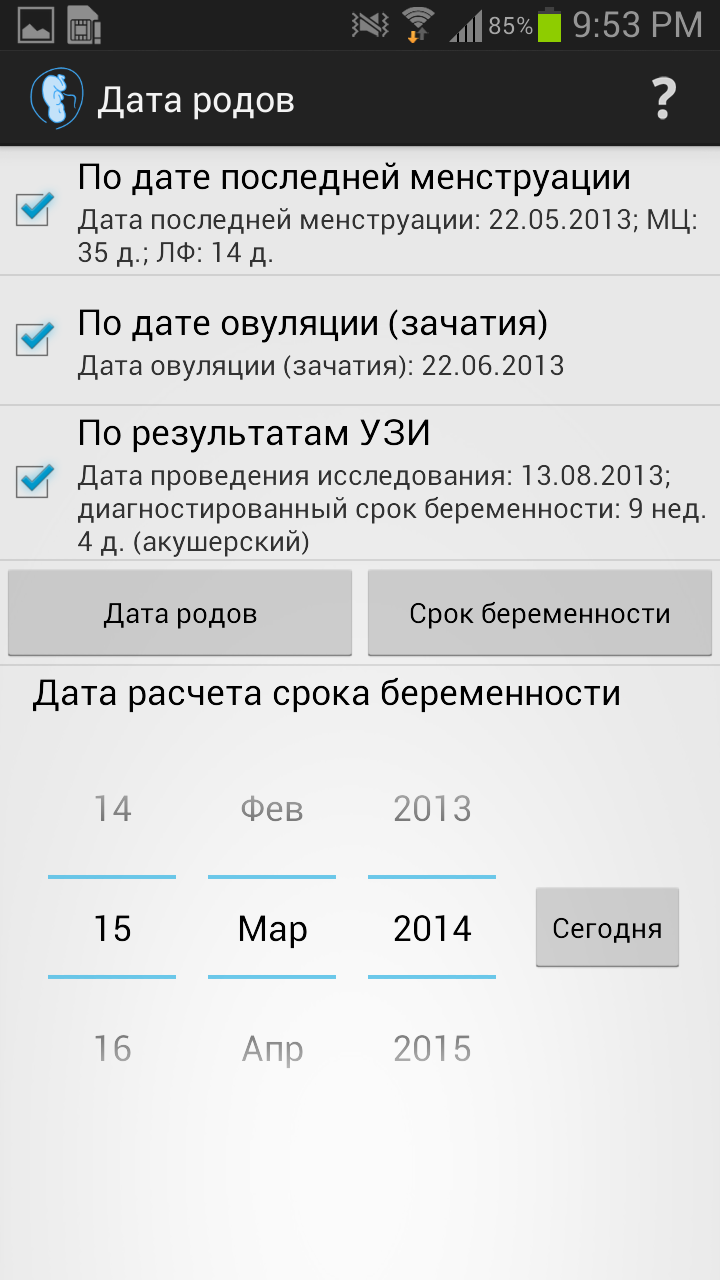 85% 9:53 PM
Дата родов ?
По дате последней менструации
Дата последней менструации: 22.05.2013; МЦ:
35 д.; ЛФ: 14 д.
По дате овуляции (зачатия)
Дата овуляции (зачатия): 22.06.2013
По результатам УЗИ
Дата проведения исследования: 13.08.2013;
диагностированный срок беременности: 9 нед.
4 д. (акушерский)
Дата родов Срок беременности
Дата расчета срока беременности
14 Фев 2013
15 Мар 2014 Сегодня
16 Апр 2015